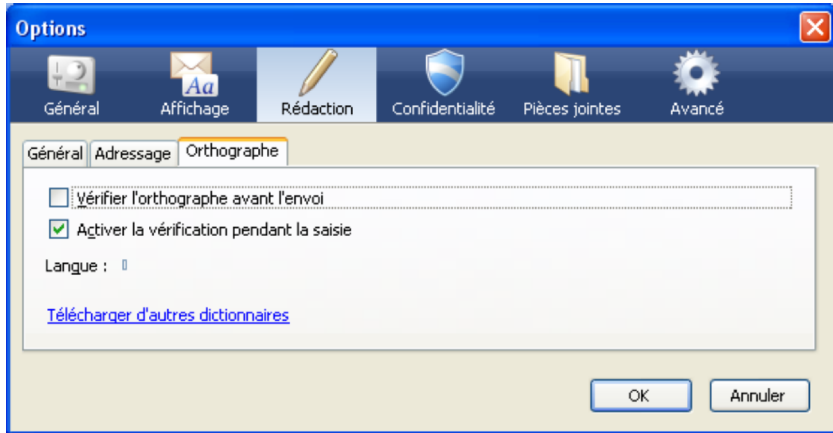 Options
Général Affichage Rédaction Confidentialité Pièces jointes Avancé
Général Adressage Orthographe
Vérifier l'orthographe avant l'envoi
Activer la vérification pendant la saisie
Langue :
Télécharger d'autres dictionnaires
OK Annuler